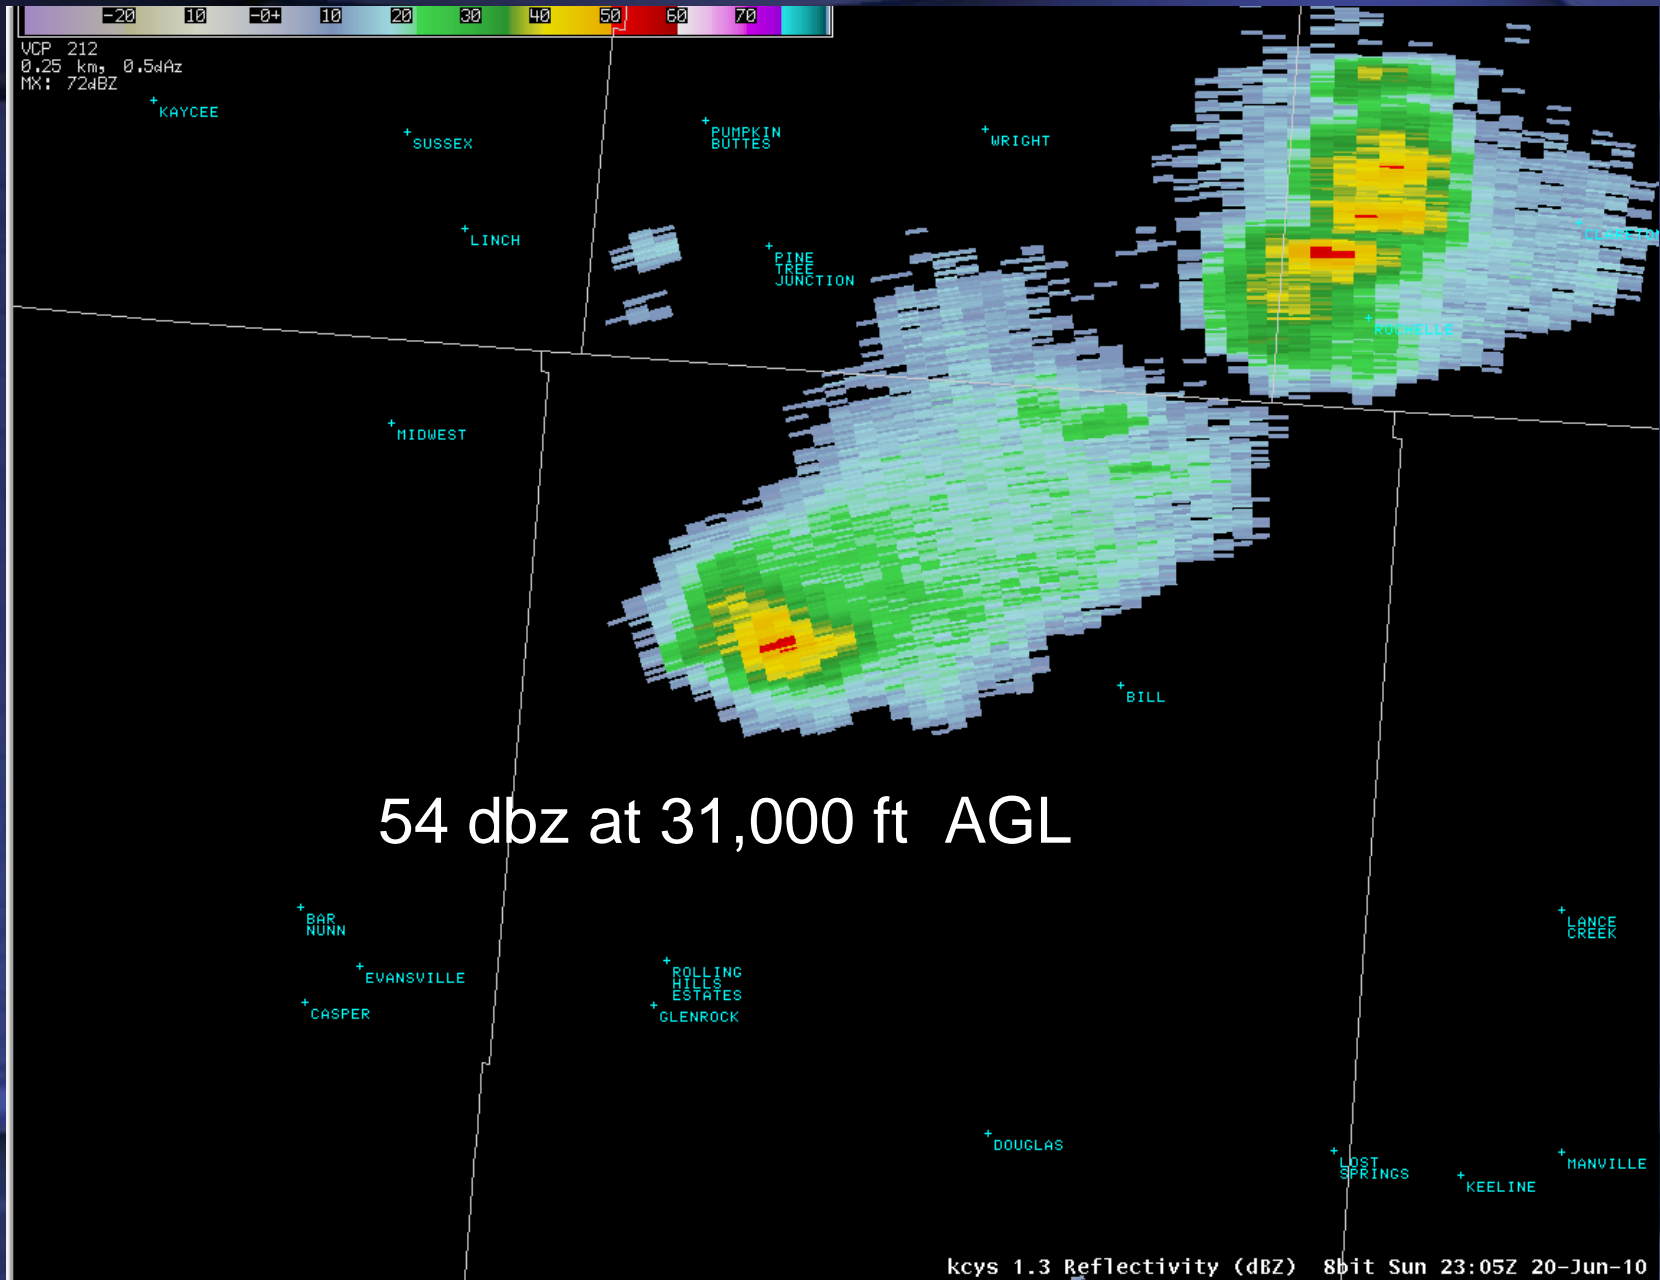 -20 10 -0+ 10 20 30 40 50 60 70
VCP 212
0.25 km, 0.5dAz
MX: 72dBZ
KAYCEE
SUSSEX
PUMPKIN
BUTTES
WRIGHT
LINCH
PINE
TREE
JUNCTION
CLARETON
ROCHELLE
MIDWEST
BILL
54 dbz at 31,000 ft AGL
BAR
NUNN
LANCE
CREEK
EVANSVILLE
ROLLING
HILLS
ESTATES
CASPER
GLENROCK
DOUGLAS
LOST
SPRINGS
MANVILLE
KEELINE
kcys 1.3 Reflectivity (dBZ) 8bit Sun 23:05Z 20-Jun-10